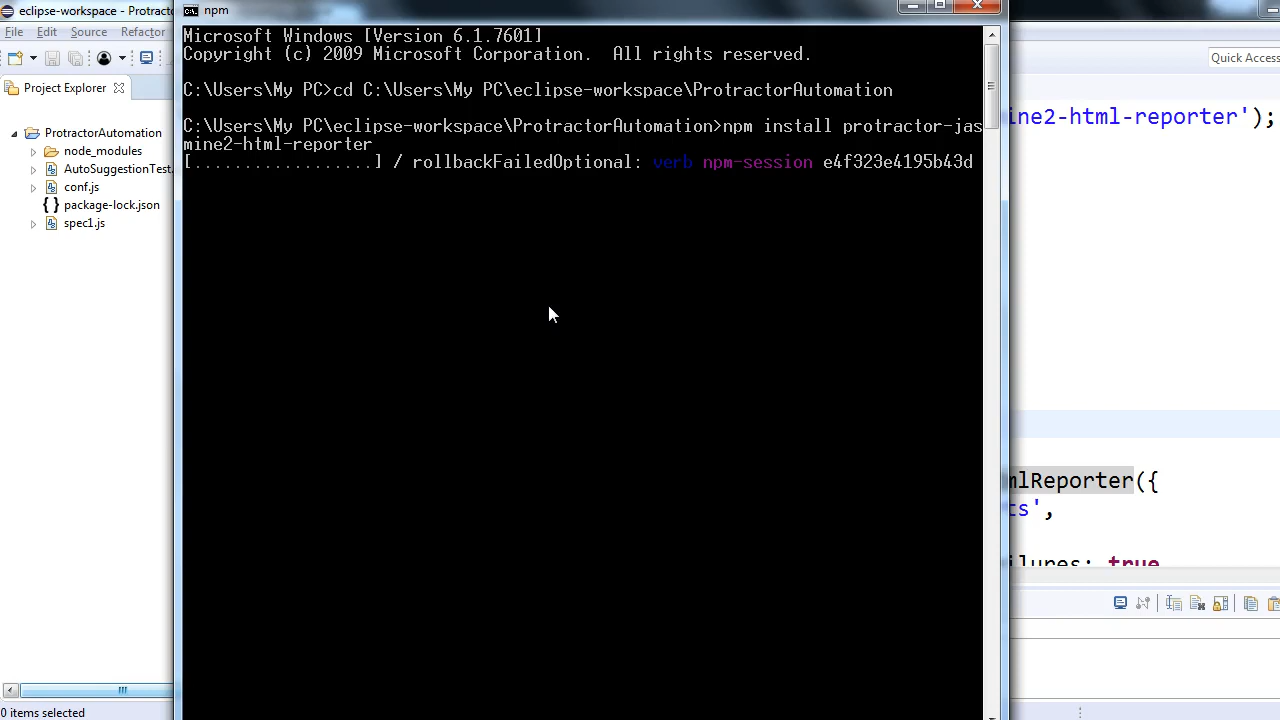 eclipse-workspace - Protracto
npm
File Edit Source Refactor
Quick Access
Project Explorer
ProtractorAutomation
node_modules
AutoSuggestionTest.
conf.js
package-lock.json
spec1.js
Microsoft Windows [Version 6.1.7601]
Copyright (c) 2009 Microsoft Corporation.  All rights reserved.
C:\Users\My PC>cd C:\Users\My PC\eclipse-workspace\ProtractorAutomation
C:\Users\My PC\eclipse-workspace\ProtractorAutomation>npm install protractor-jas
mine2-html-reporter
[..................] / rollbackFailedOptional: verb npm-session e4f323e4195b43d
ine2-html-reporter');
mlReporter({
ts',
ilures: true
0 items selected